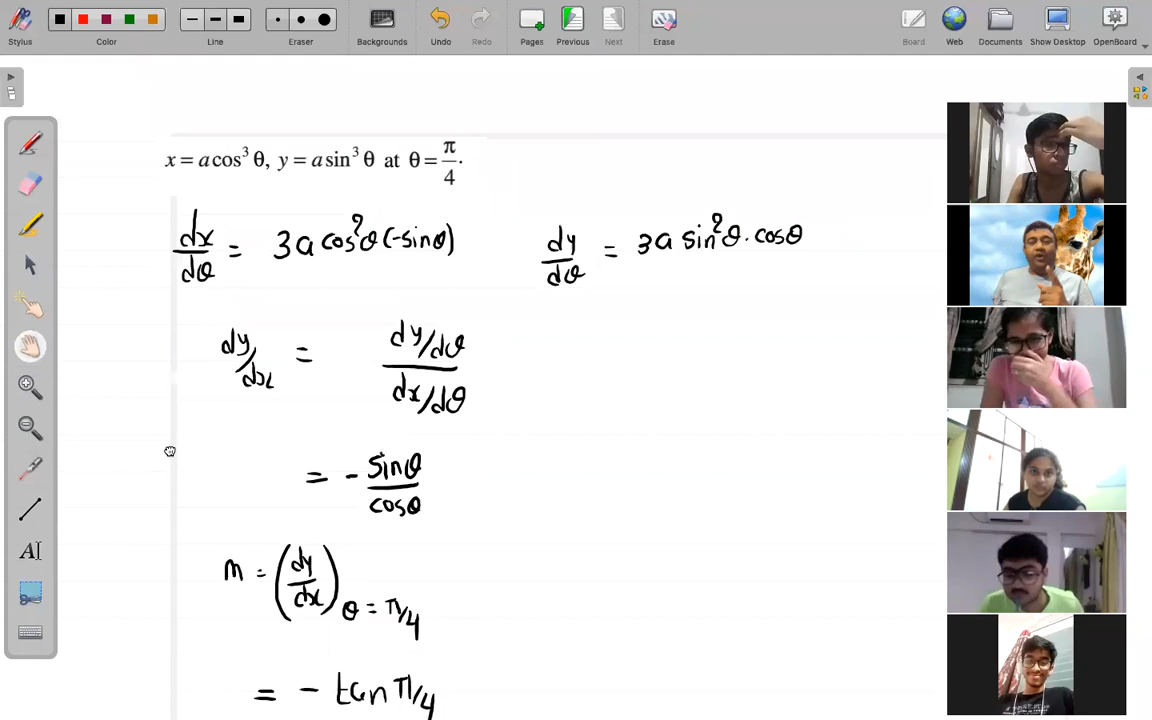 Stylus Color Line Eraser Backgrounds Undo Redo Pages Previous Next Erase Board Web Documents Show Desktop OpenBoard
x = a cos³ θ, y = a sin³ θ at θ = π/4.
dx/dθ = 3a cos²θ (-sinθ) dy/dθ = 3a sin²θ · cosθ
dy/dx = (dy/dθ)/(dx/dθ)
= - sinθ/cosθ
m = (dy/dx) θ = π/4
= - tan π/4